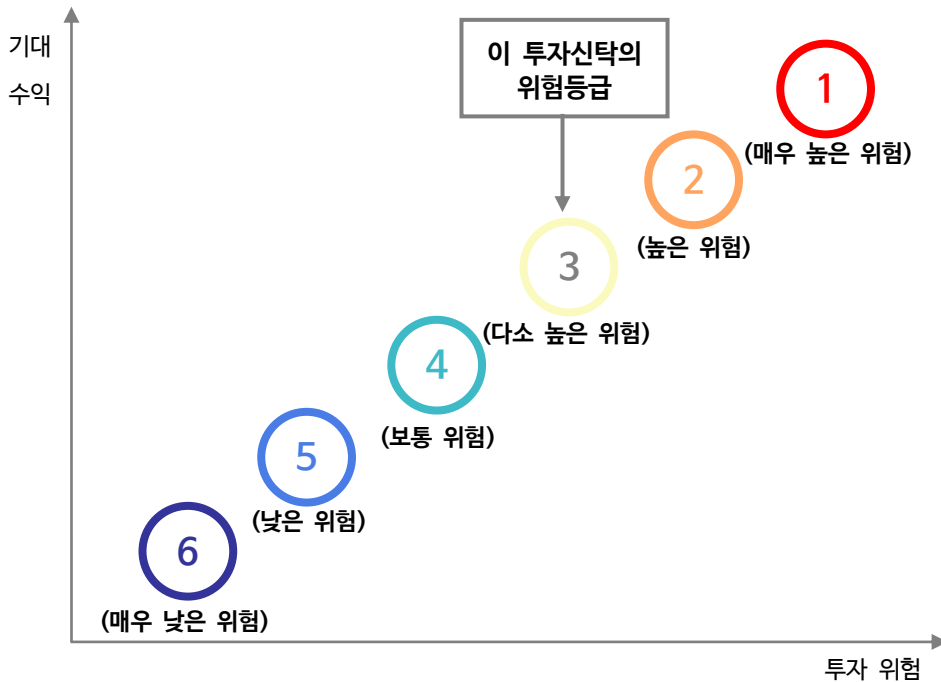 기대
수익
이 투자신탁의
위험등급
1
(매우 높은 위험)
2
(높은 위험)
3
(다소 높은 위험)
4
(보통 위험)
5
(낮은 위험)
6
(매우 낮은 위험)
투자 위험